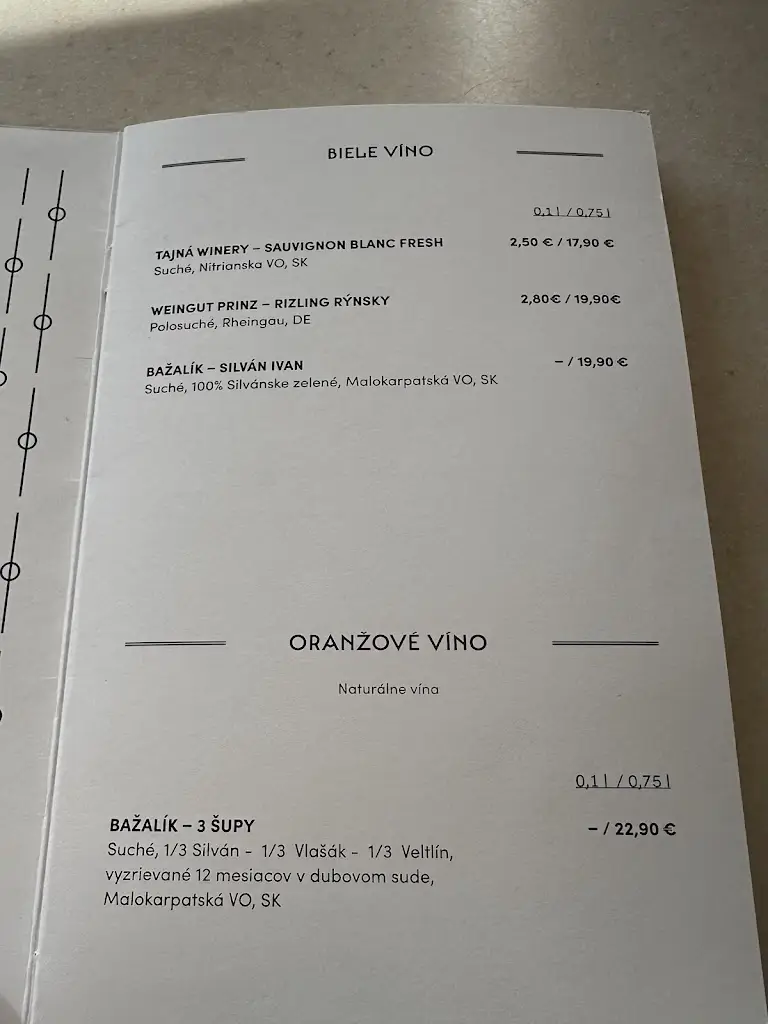 BIELE VÍNO
0,1 l / 0,75 l
TAJNÁ WINERY – SAUVIGNON BLANC FRESH 2,50 € / 17,90 €
Suché, Nitrianska VO, SK
WEINGUT PRINZ – RIZLING RÝNSKY 2,80€ / 19,90€
Polosuché, Rheingau, DE
BAŽALÍK – SILVÁN IVAN – / 19,90 €
Suché, 100% Silvánske zelené, Malokarpatská VO, SK
ORANŽOVÉ VÍNO
Naturálne vína
0,1 l / 0,75 l
BAŽALÍK – 3 ŠUPY – / 22,90 €
Suché, 1/3 Silván - 1/3 Vlašák - 1/3 Veltlín,
vyzrievané 12 mesiacov v dubovom sude,
Malokarpatská VO, SK